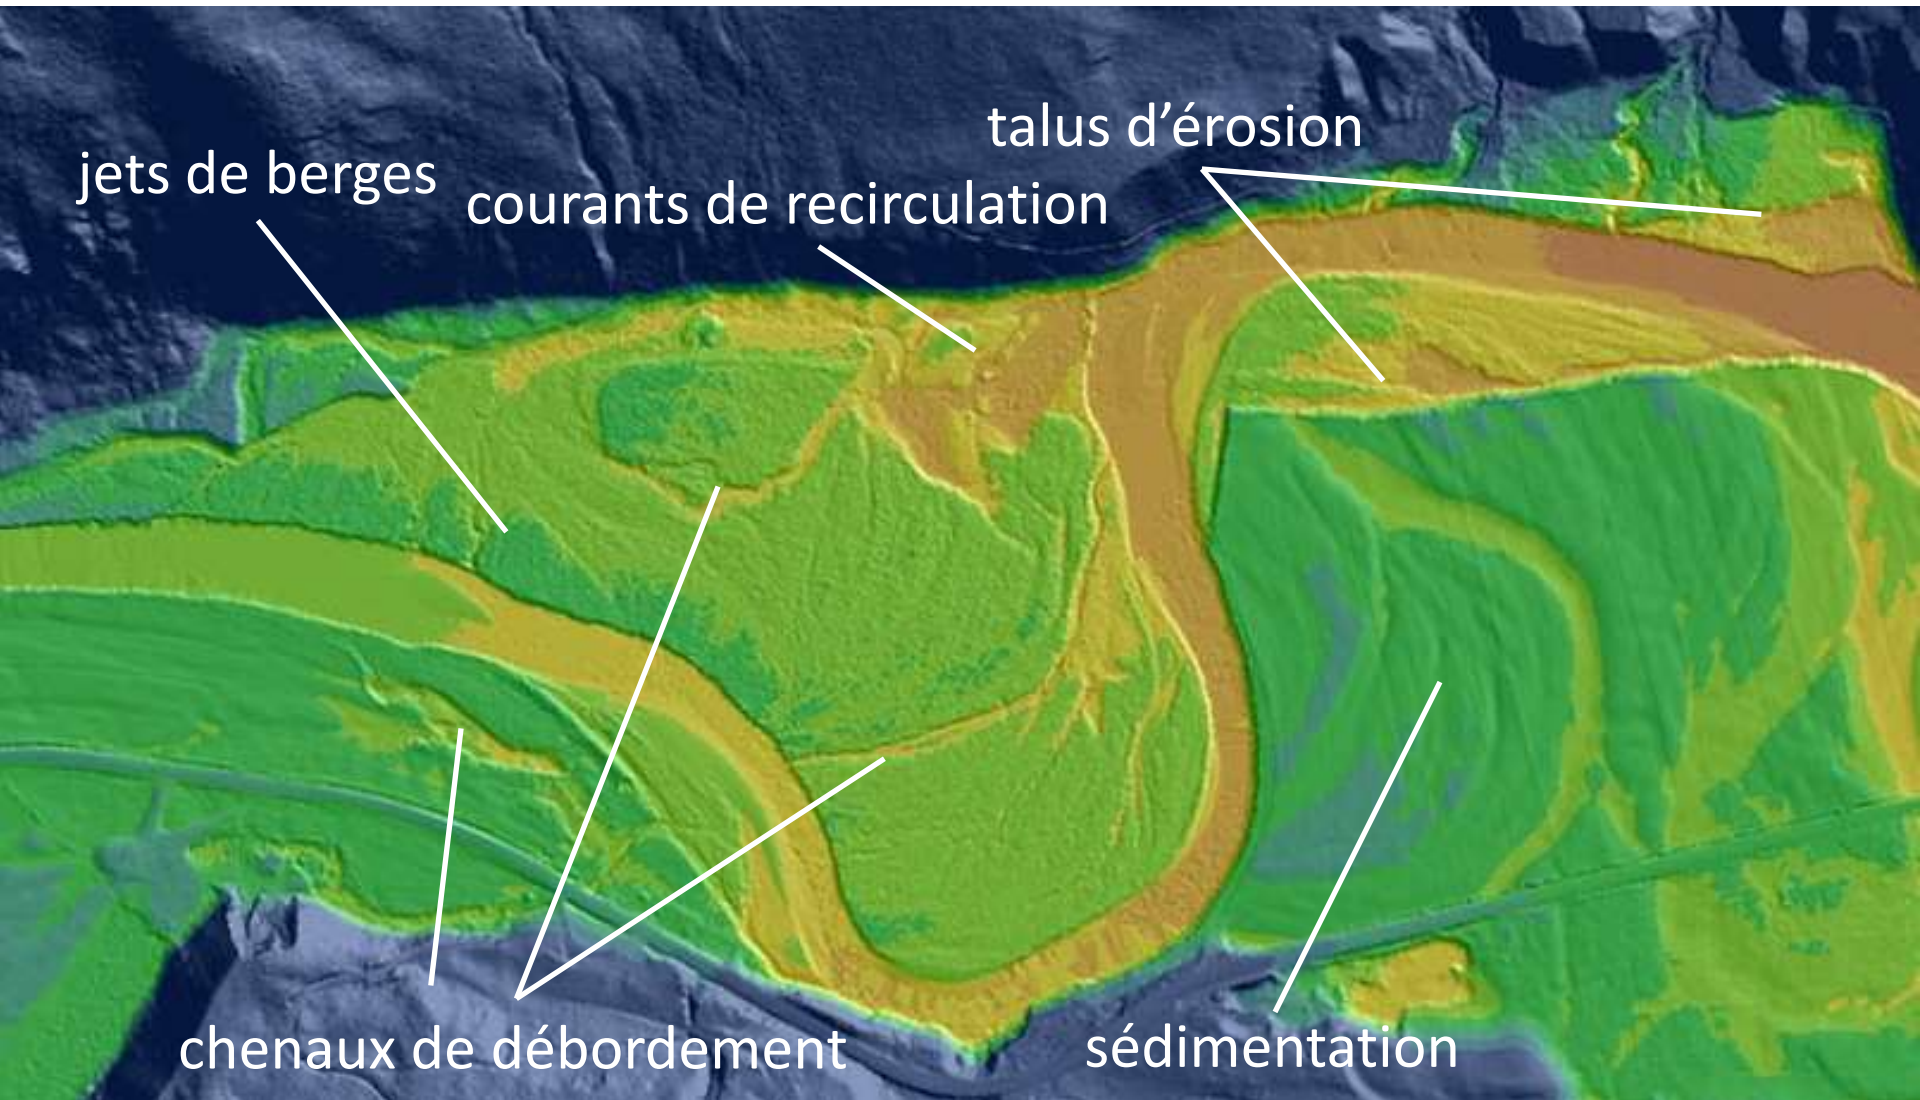 talus d’érosion
jets de berges
courants de recirculation
chenaux de débordement
sédimentation